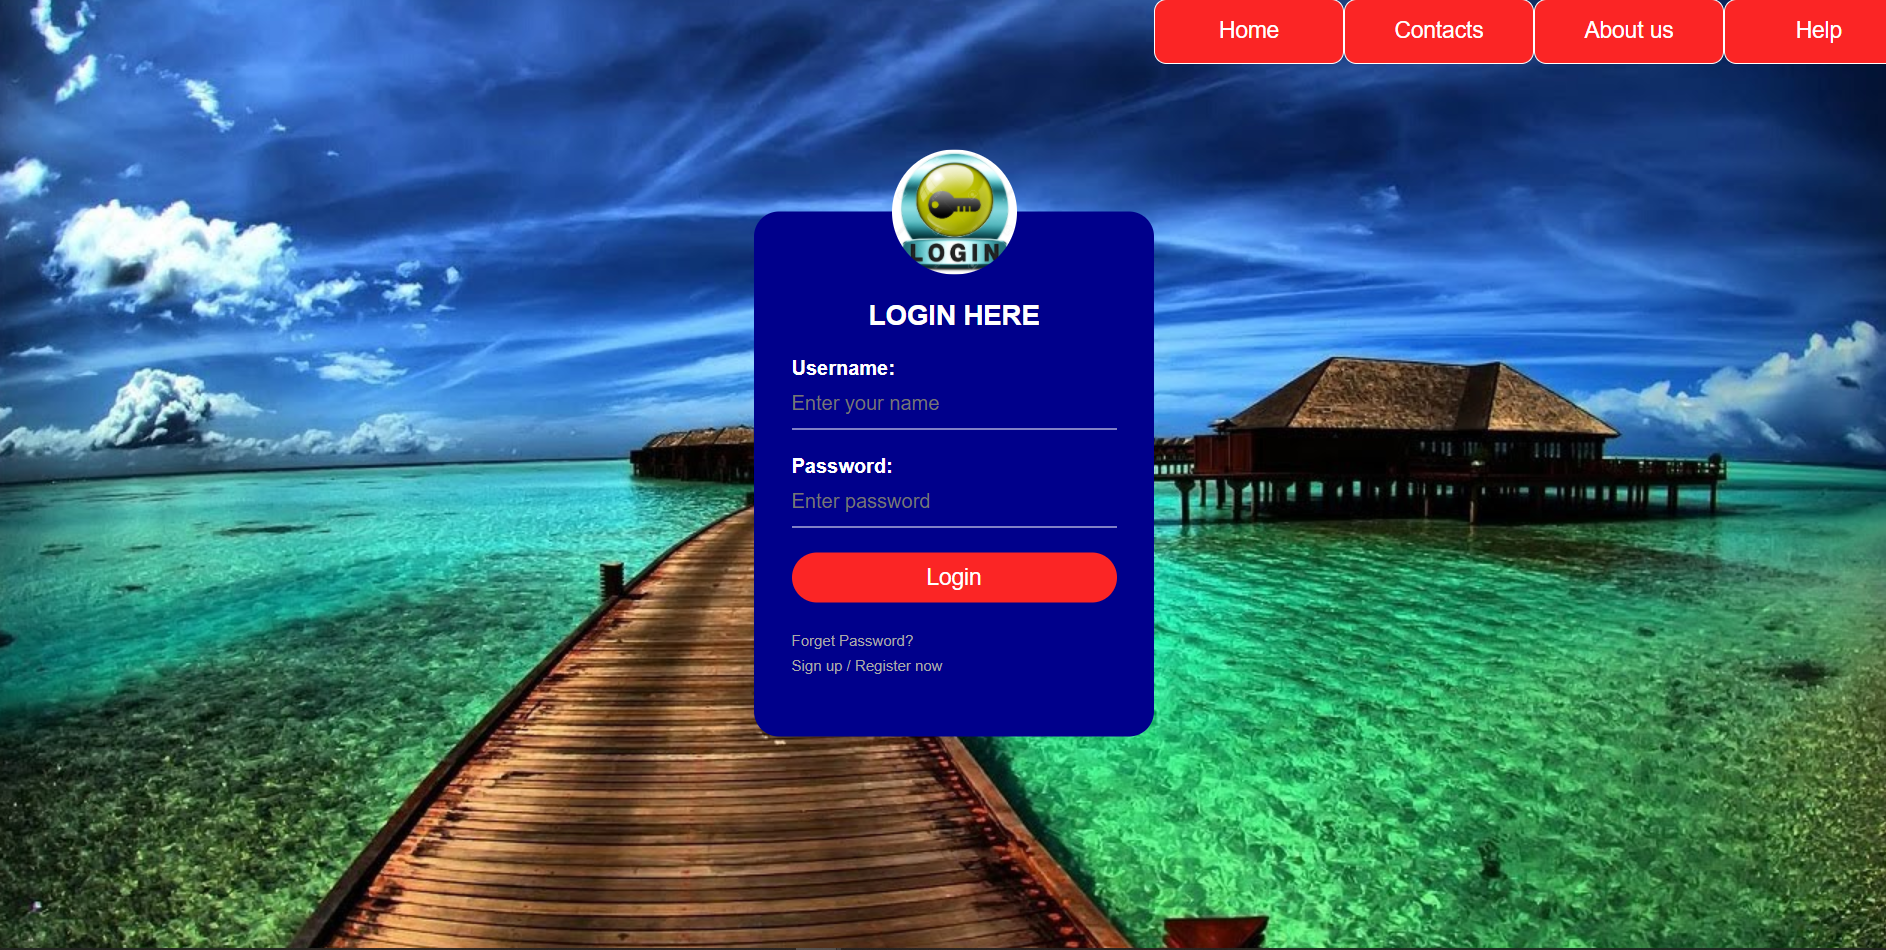 Home Contacts About us Help
LOGIN
LOGIN HERE
Username:
Enter your name
Password:
Enter password
Login
Forget Password?
Sign up / Register now